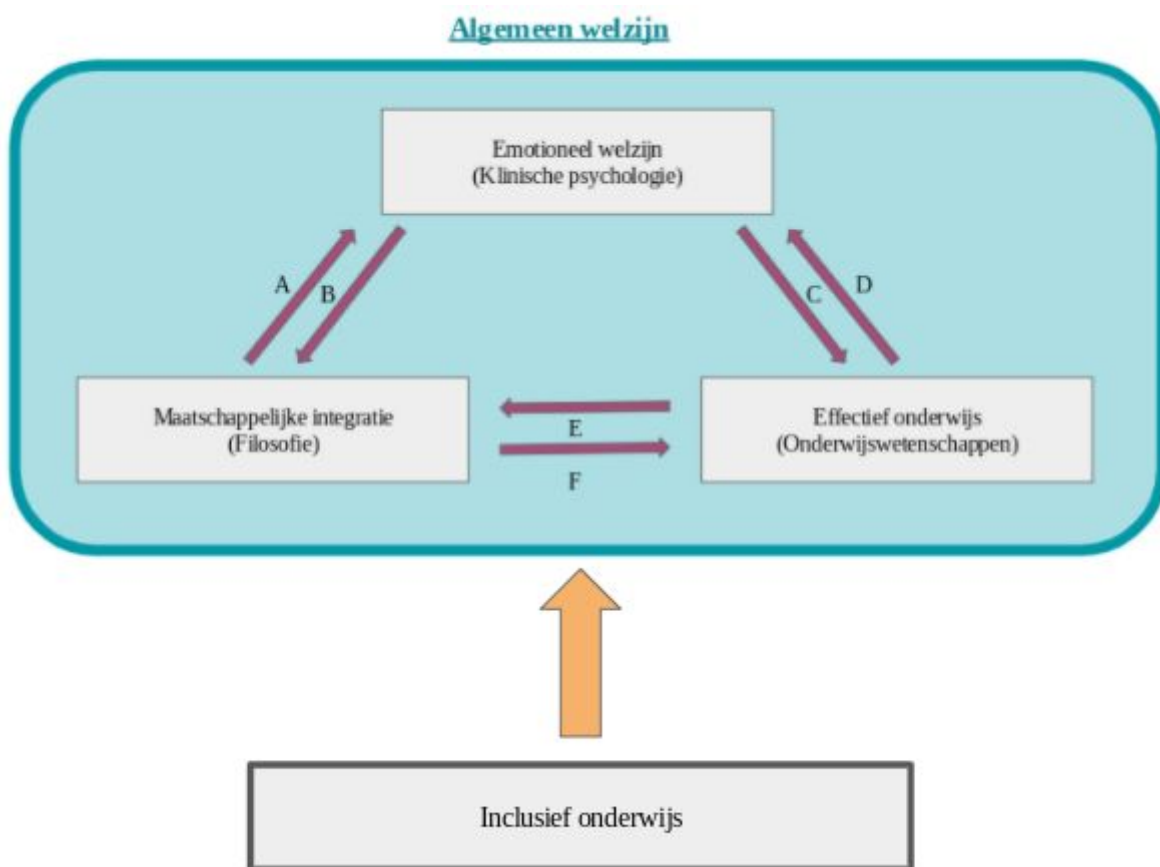 Algemeen welzijn
Emotioneel welzijn
(Klinische psychologie)
A
B
C
D
Maatschappelijke integratie
(Filosofie)
E
F
Effectief onderwijs
(Onderwijswetenschappen)
Inclusief onderwijs